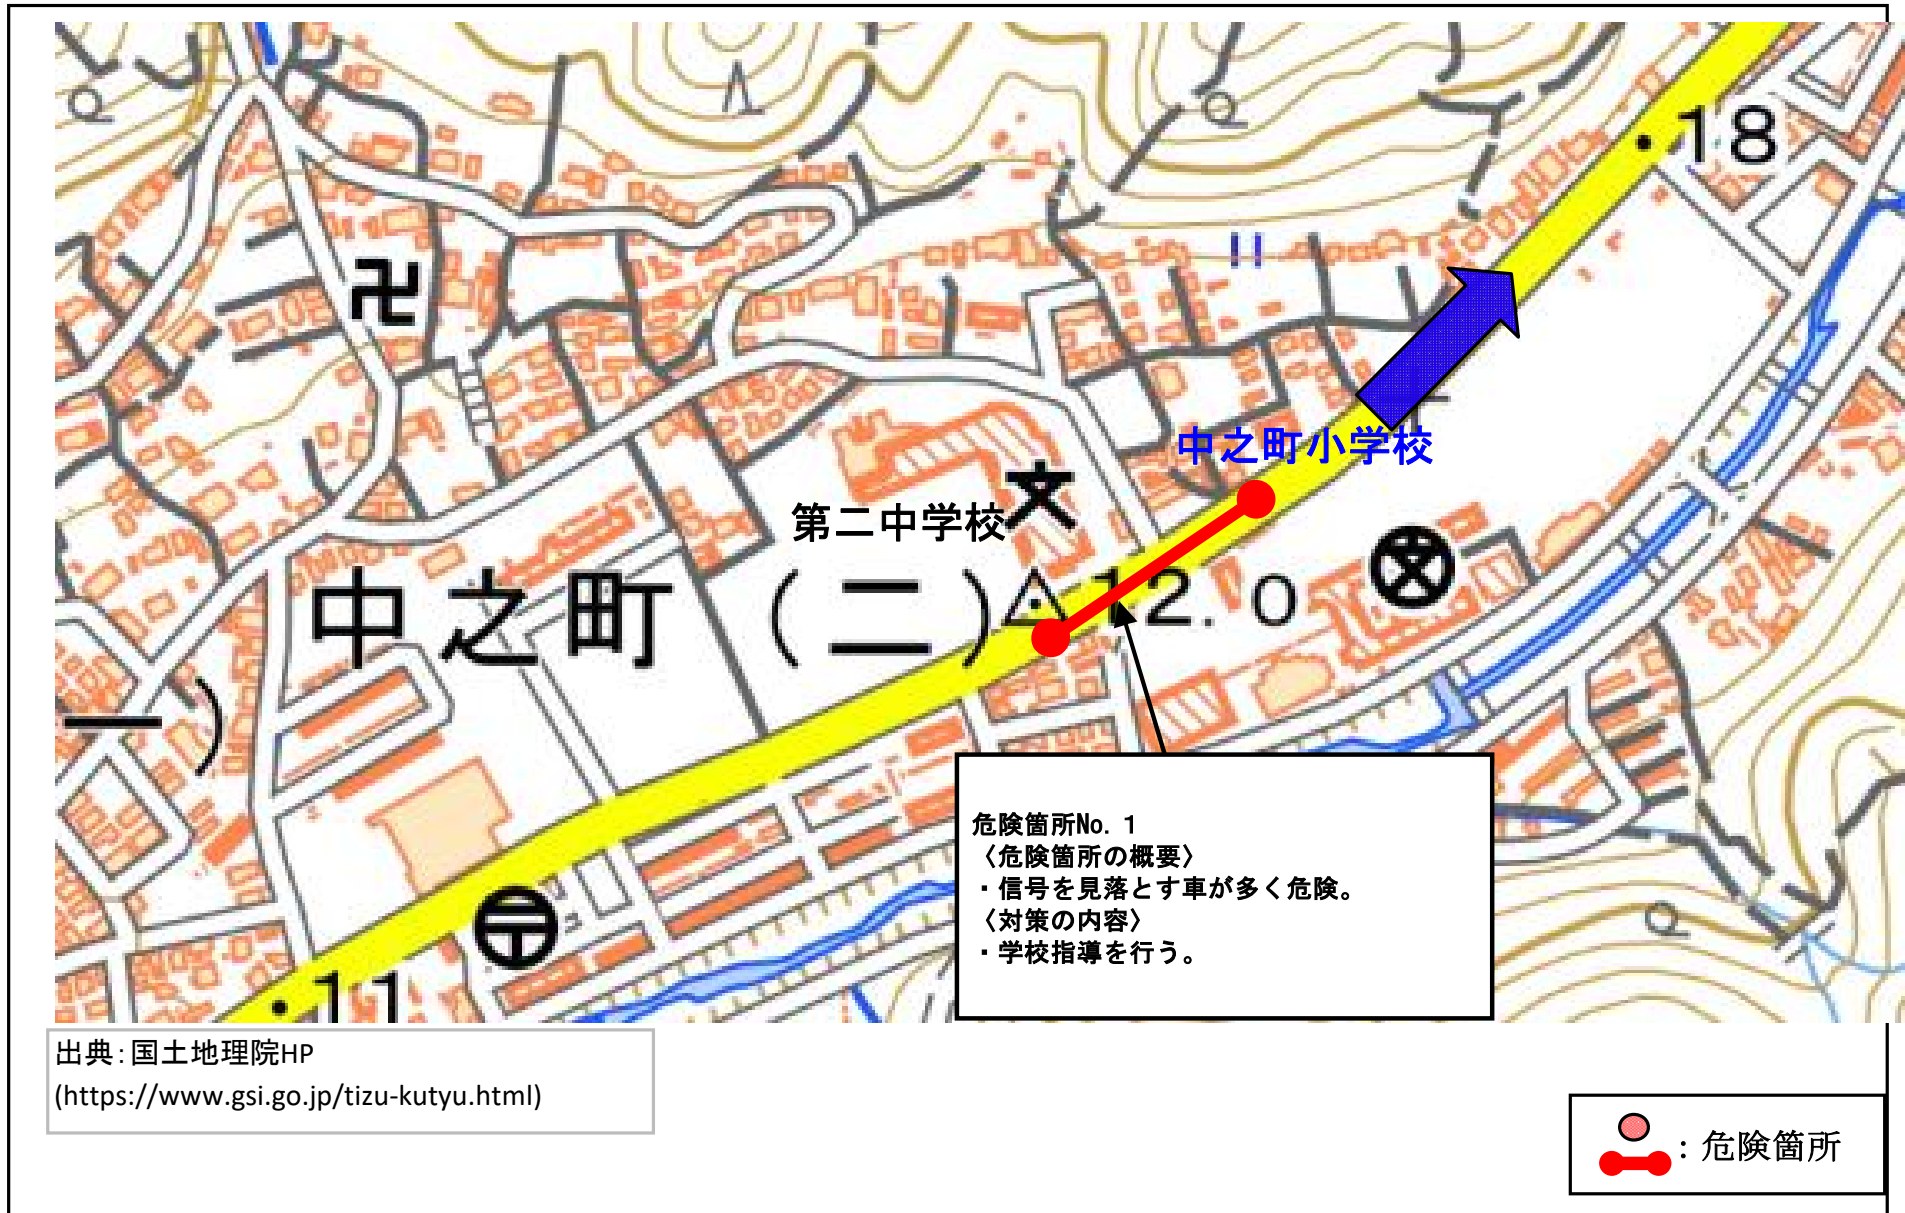 18
中之町小学校
第二中学校
中之町(二)
12.0
一)
危険箇所No. 1
〈危険箇所の概要〉
・信号を見落とす車が多く危険。
〈対策の内容〉
・学校指導を行う。
11
出典：国土地理院HP
(https://www.gsi.go.jp/tizu-kutyu.html)
：危険箇所